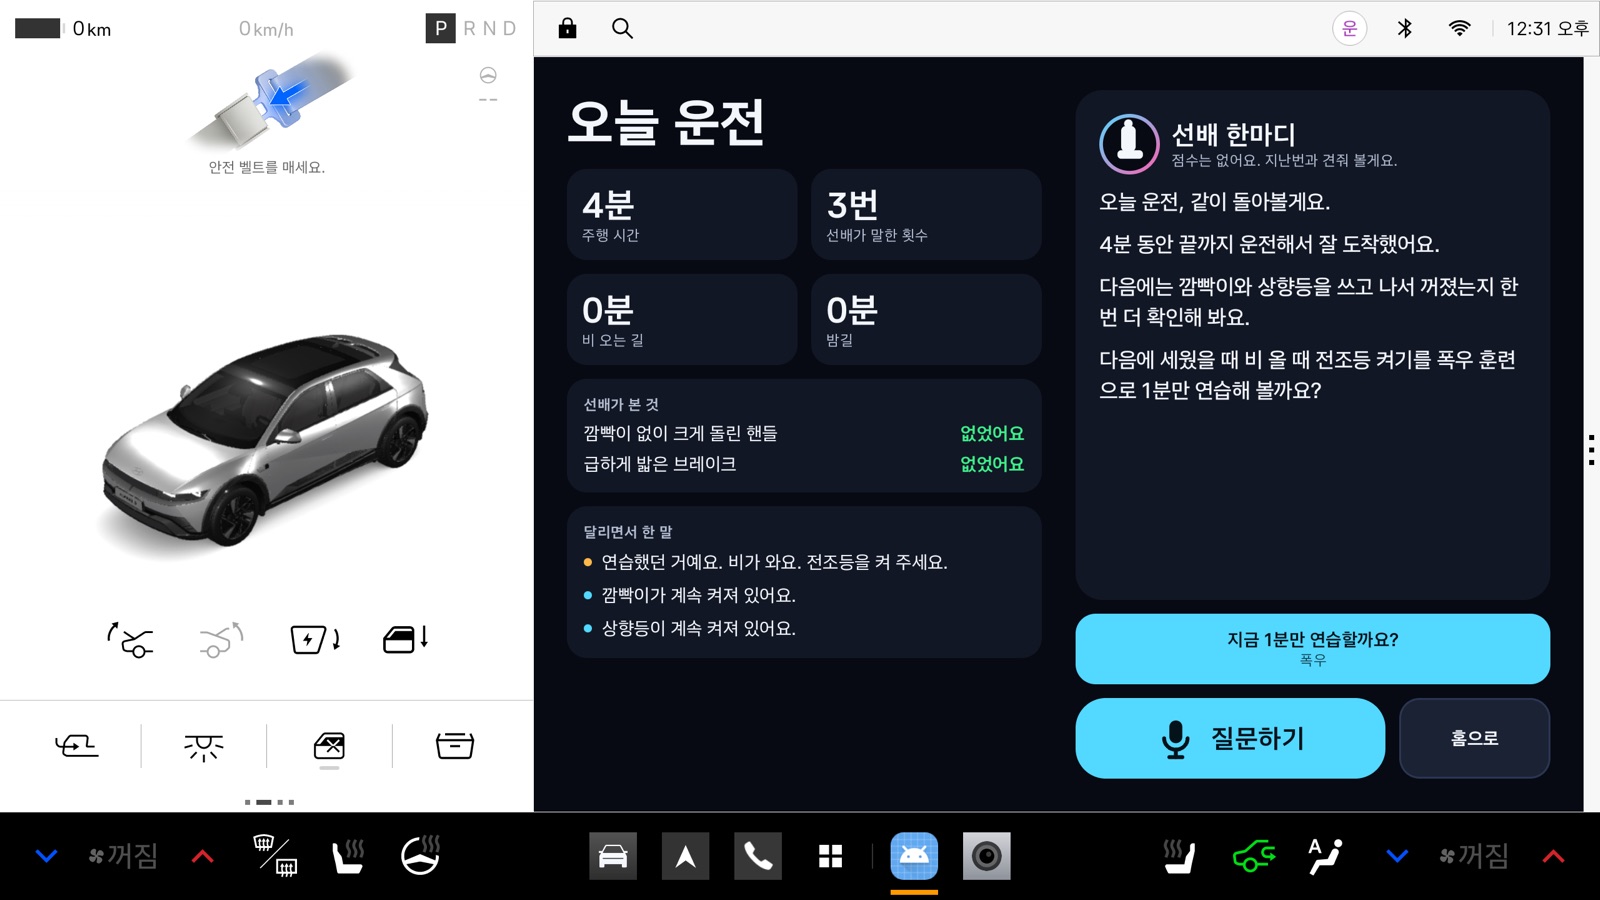 0km
0km/h
P R N D
--
안전 벨트를 매세요.
운
12:31 오후
오늘 운전
4분
주행 시간
3번
선배가 말한 횟수
0분
비 오는 길
0분
밤길
선배가 본 것
깜빡이 없이 크게 돌린 핸들 없었어요
급하게 밟은 브레이크 없었어요
달리면서 한 말
연습했던 거예요. 비가 와요. 전조등을 켜 주세요.
깜빡이가 계속 켜져 있어요.
상향등이 계속 켜져 있어요.
선배 한마디
점수는 없어요. 지난번과 견줘 볼게요.
오늘 운전, 같이 돌아볼게요.
4분 동안 끝까지 운전해서 잘 도착했어요.
다음에는 깜빡이와 상향등을 쓰고 나서 꺼졌는지 한
번 더 확인해 봐요.
다음에 세웠을 때 비 올 때 전조등 켜기를 폭우 훈련
으로 1분만 연습해 볼까요?
지금 1분만 연습할까요?
폭우
질문하기
홈으로
꺼짐
A
꺼짐